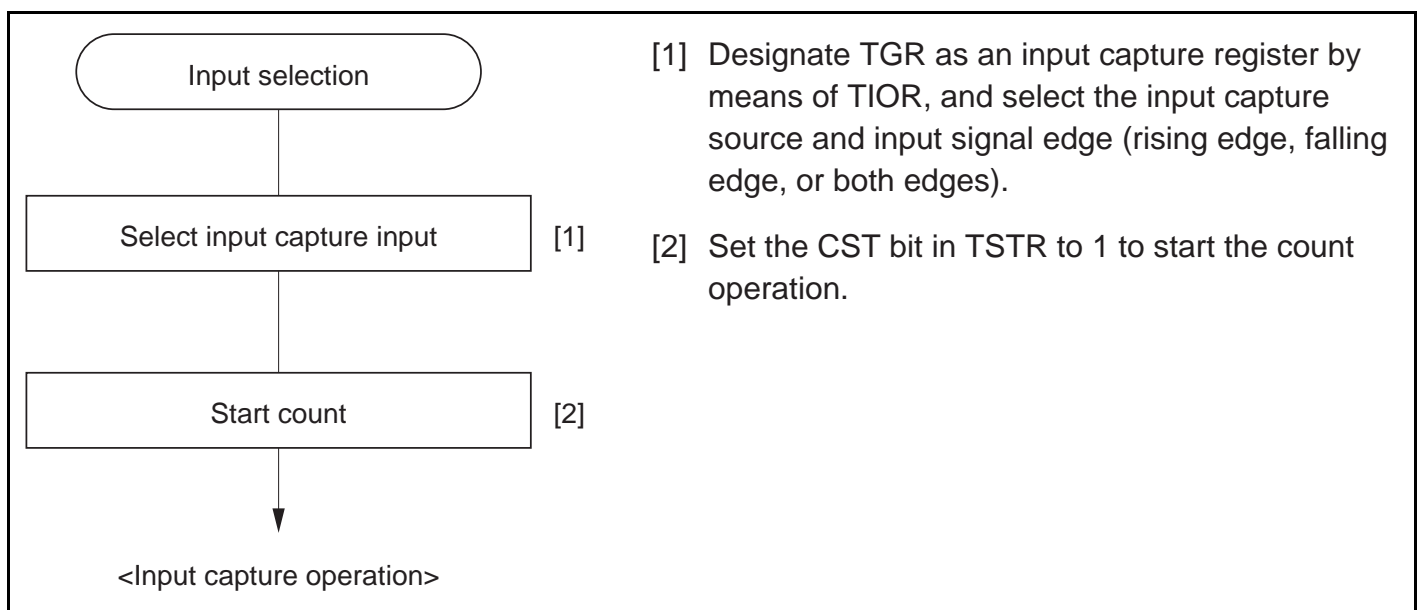 Input selection
Select input capture input [1]
Start count [2]
<Input capture operation>
[1] Designate TGR as an input capture register by
means of TIOR, and select the input capture
source and input signal edge (rising edge, falling
edge, or both edges).
[2] Set the CST bit in TSTR to 1 to start the count
operation.